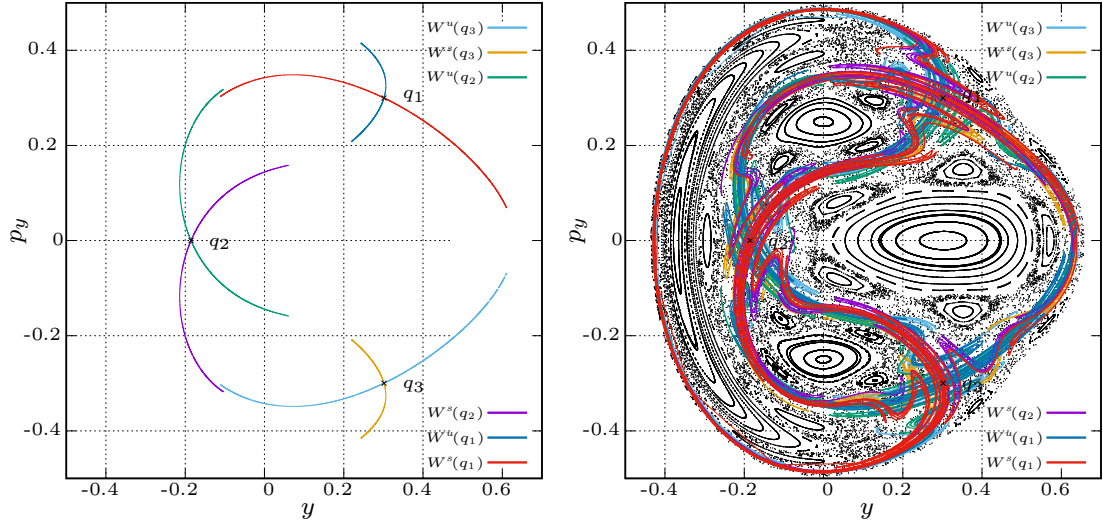 0.4
0.2
0
-0.2
-0.4
p_y
-0.4
-0.2
0
0.2
0.4
0.6
y
W^u(q_3)
W^s(q_3)
W^u(q_2)
q_1
q_2
q_3
W^s(q_2)
W^u(q_1)
W^s(q_1)
0.4
0.2
0
-0.2
-0.4
p_y
-0.4
-0.2
0
0.2
0.4
0.6
y
W^u(q_3)
W^s(q_3)
W^u(q_2)
q_1
q_2
q_3
W^s(q_2)
W^u(q_1)
W^s(q_1)